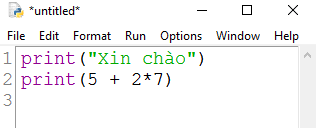 *untitled*
File Edit Format Run Options Window Help
1 print("Xin chào")
2 print(5 + 2*7)
3